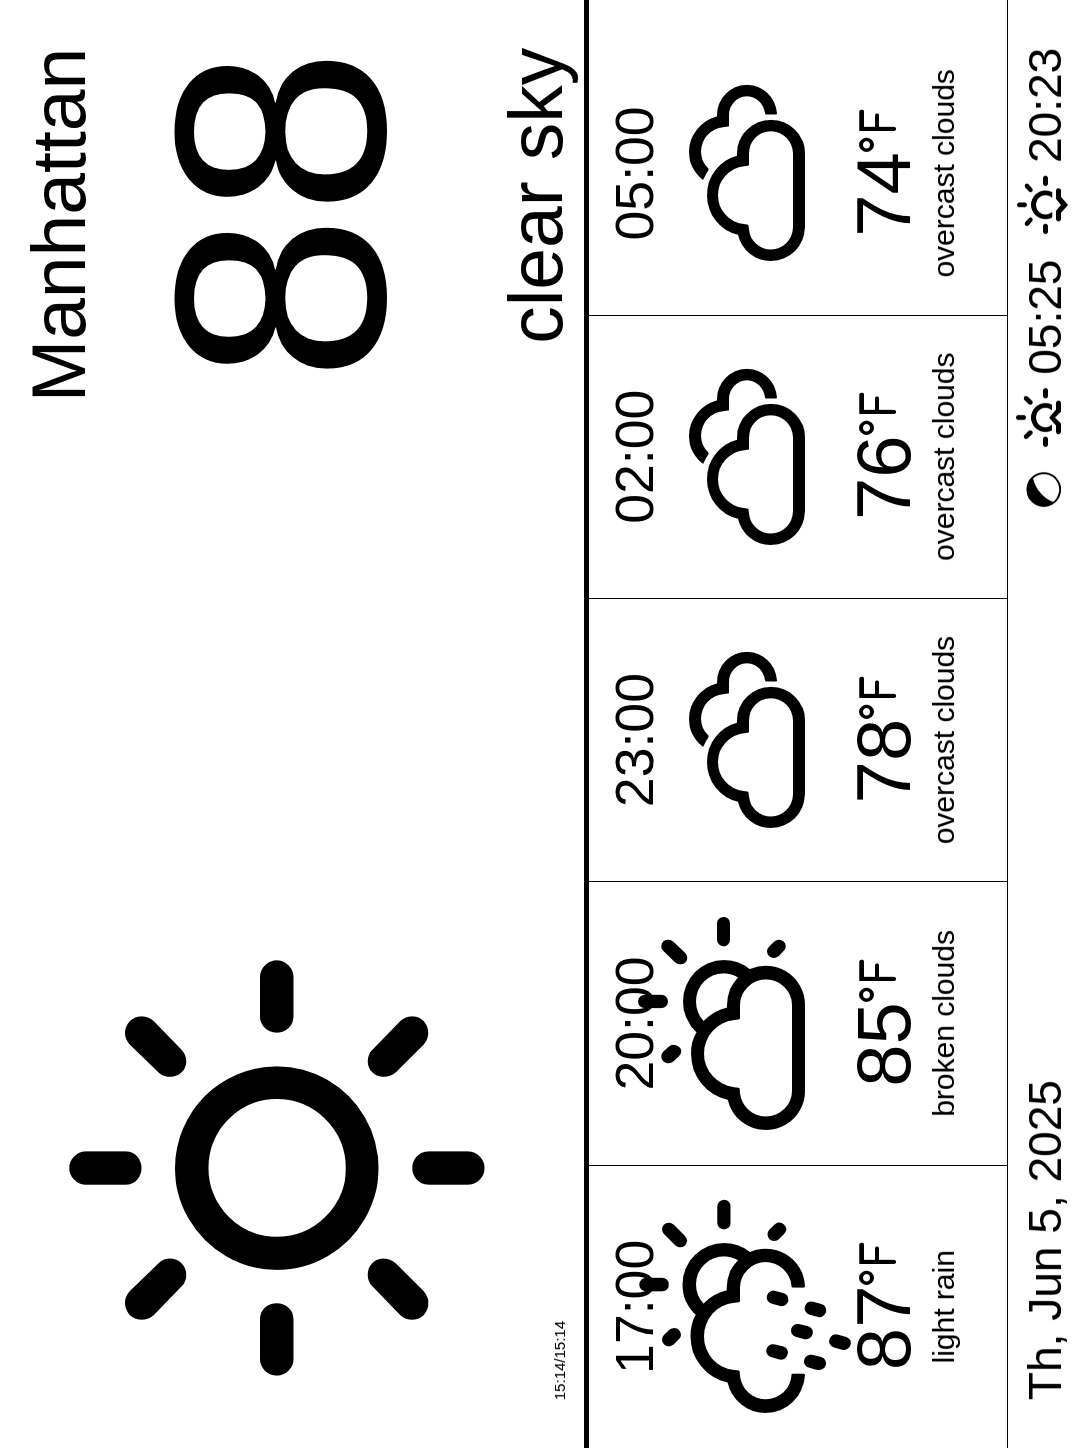 Manhattan
88
clear sky
15:14/15:14
17:00
87°F
light rain
20:00
85°F
broken clouds
23:00
78°F
overcast clouds
02:00
76°F
overcast clouds
05:00
74°F
overcast clouds
Th, Jun 5, 2025
05:25
20:23